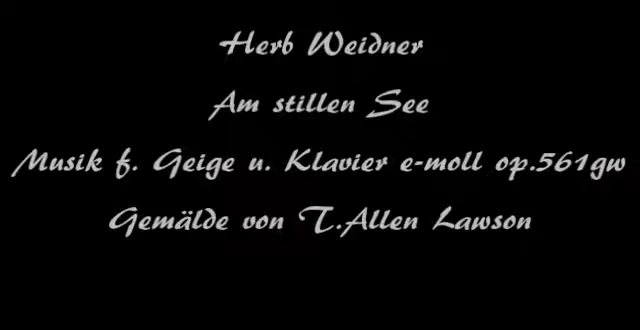 Herb Weidner
Am stillen See
Musik f. Geige u. Klavier e-moll op.561gw
Gemälde von T.Allen Lawson